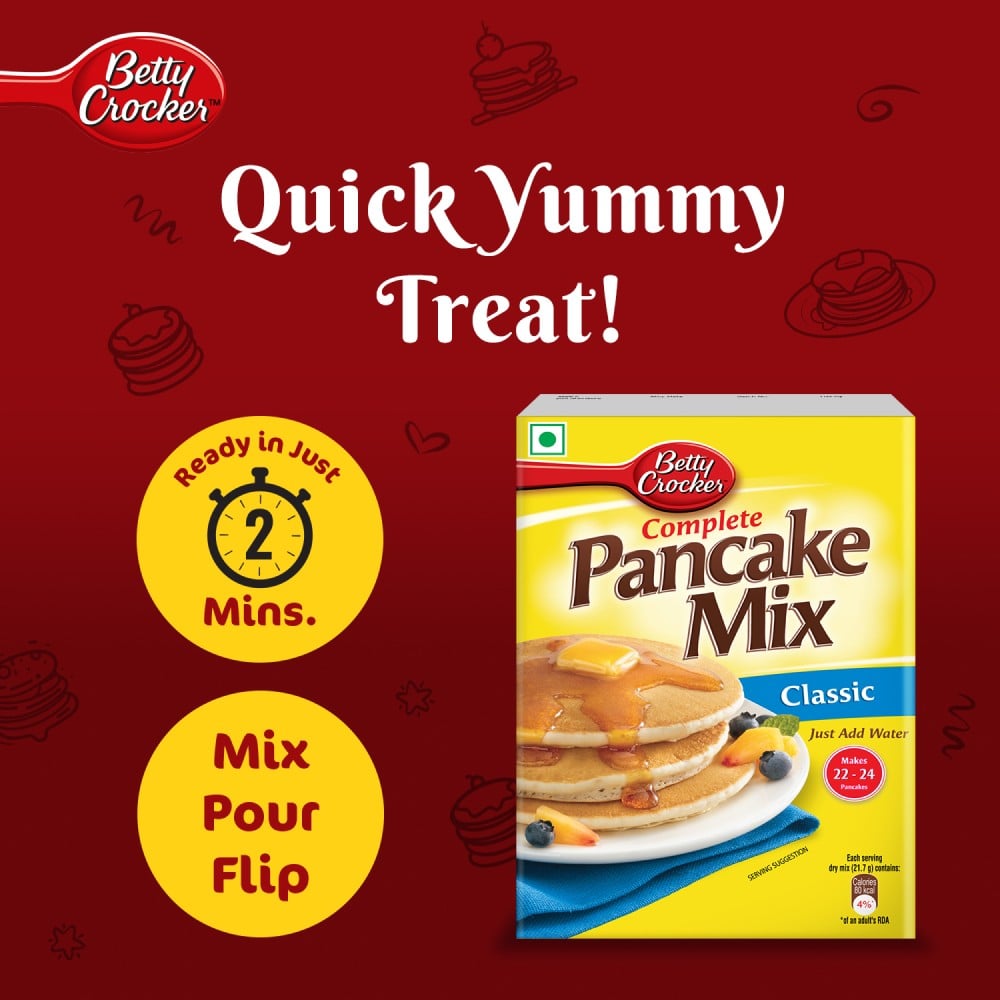 Betty
Crocker™
Quick Yummy
Treat!
Ready in Just
2
Mins.
Mix
Pour
Flip
Betty
Crocker
Complete
Pancake
Mix
Classic
Just Add Water
Makes
22 - 24
Pancakes
SERVING SUGGESTION
Each serving
dry mix (21.7 g) contains:
Calories
80 kcal
4%*
*of an adult's RDA